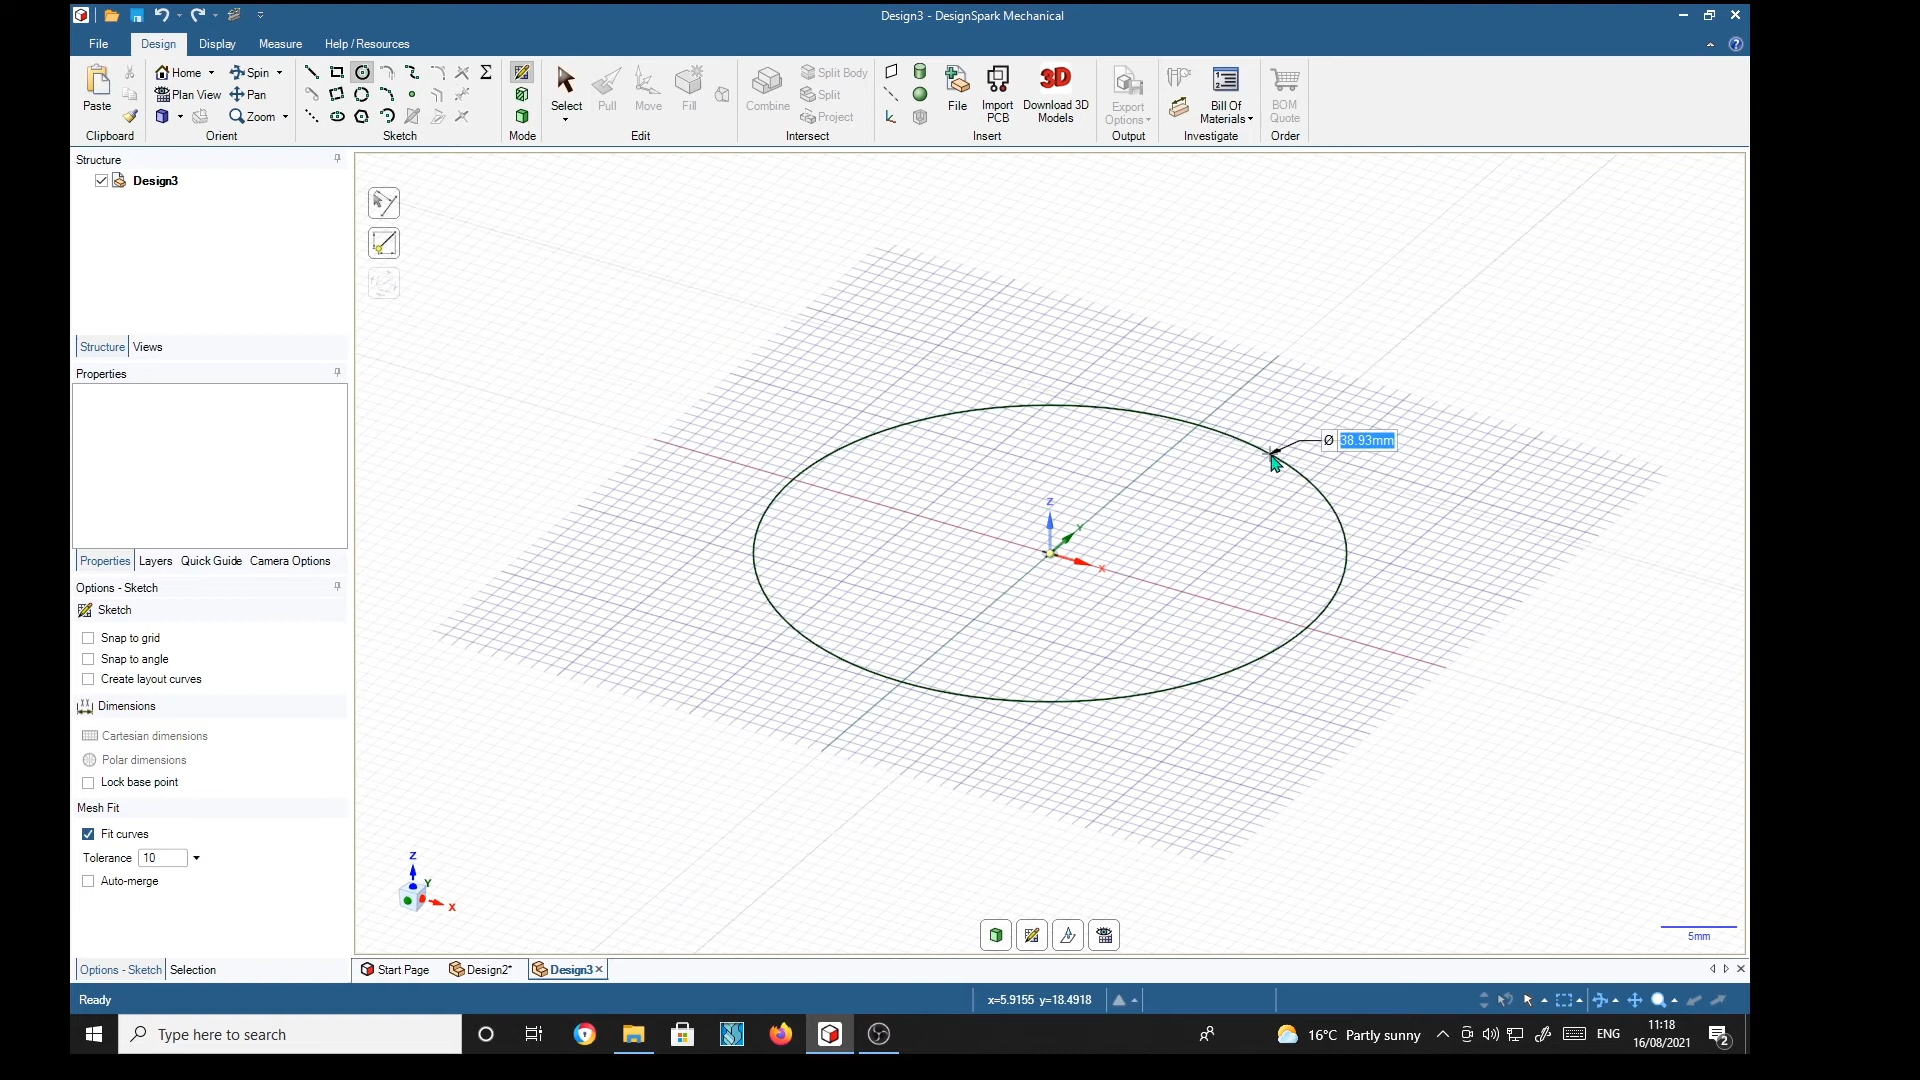 Design3 - DesignSpark Mechanical
File Design Display Measure Help / Resources
Paste
Clipboard
Home Spin
Plan View Pan
Zoom
Orient
Sketch
Mode
Select Pull Move Fill
Edit
Combine
Split Body
Split
Project
Intersect
File
Import PCB
3D
Download 3D Models
Insert
Export Options
Output
Bill Of Materials
Investigate
BOM Quote
Order
Structure
Design3
Structure Views
Properties
Properties Layers Quick Guide Camera Options
Options - Sketch
Sketch
Snap to grid
Snap to angle
Create layout curves
Dimensions
Cartesian dimensions
Polar dimensions
Lock base point
Mesh Fit
Fit curves
Tolerance 10
Auto-merge
Options - Sketch Selection
Ø 38.93mm
Z
Y
X
Z
Y
X
5mm
Start Page Design2* Design3
Ready
x=5.9155 y=18.4918
Type here to search
16°C Partly sunny
ENG
11:18
16/08/2021
2